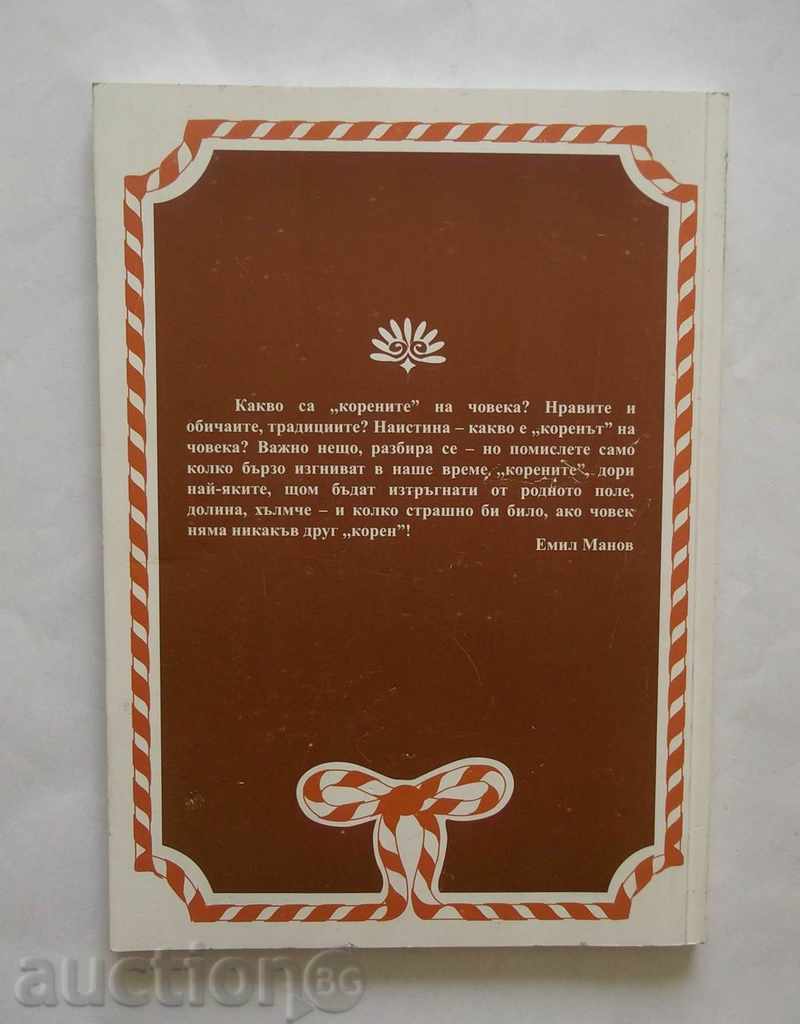 Какво са „корените” на човека? Нравите и
обичаите, традициите? Наистина – какво е „коренът” на
човека? Важно нещо, разбира се – но помислете само
колко бързо изгниват в наше време „корените”, дори
най-яките, щом бъдат изтръгнати от родното поле,
долина, хълмче – и колко страшно би било, ако човек
няма никакъв друг „корен”!
Емил Манов
auctionBG